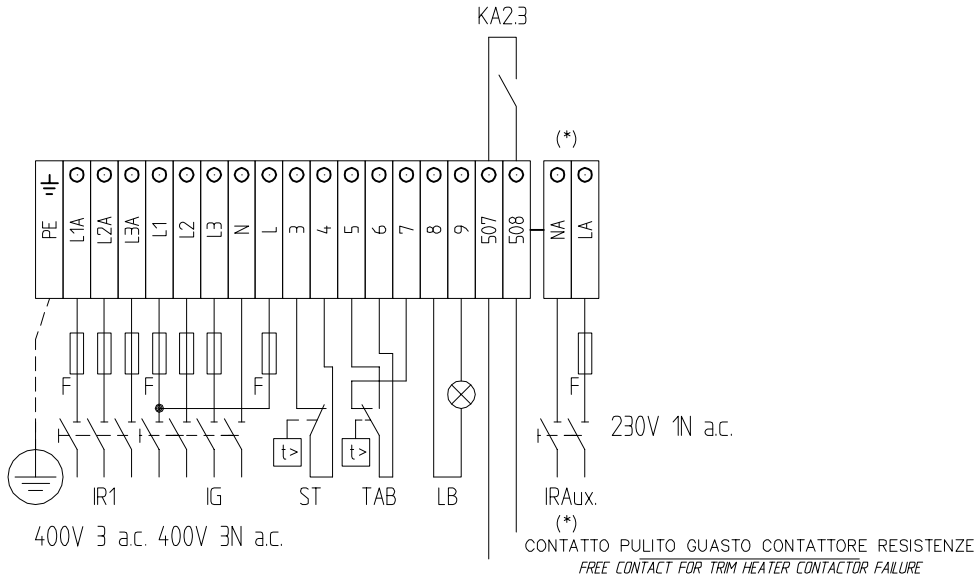 KA2.3
(*)
PE L1A L2A L3A L1 L2 L3 N L 3 4 5 6 7 8 9 507 508 NA LA
F F F F
t> t>
230V 1N a.c.
IR1 IG ST TAB LB IRAux.
(*)
400V 3 a.c. 400V 3N a.c.
CONTATTO PULITO GUASTO CONTATTORE RESISTENZE
FREE CONTACT FOR TRIM HEATER CONTACTOR FAILURE